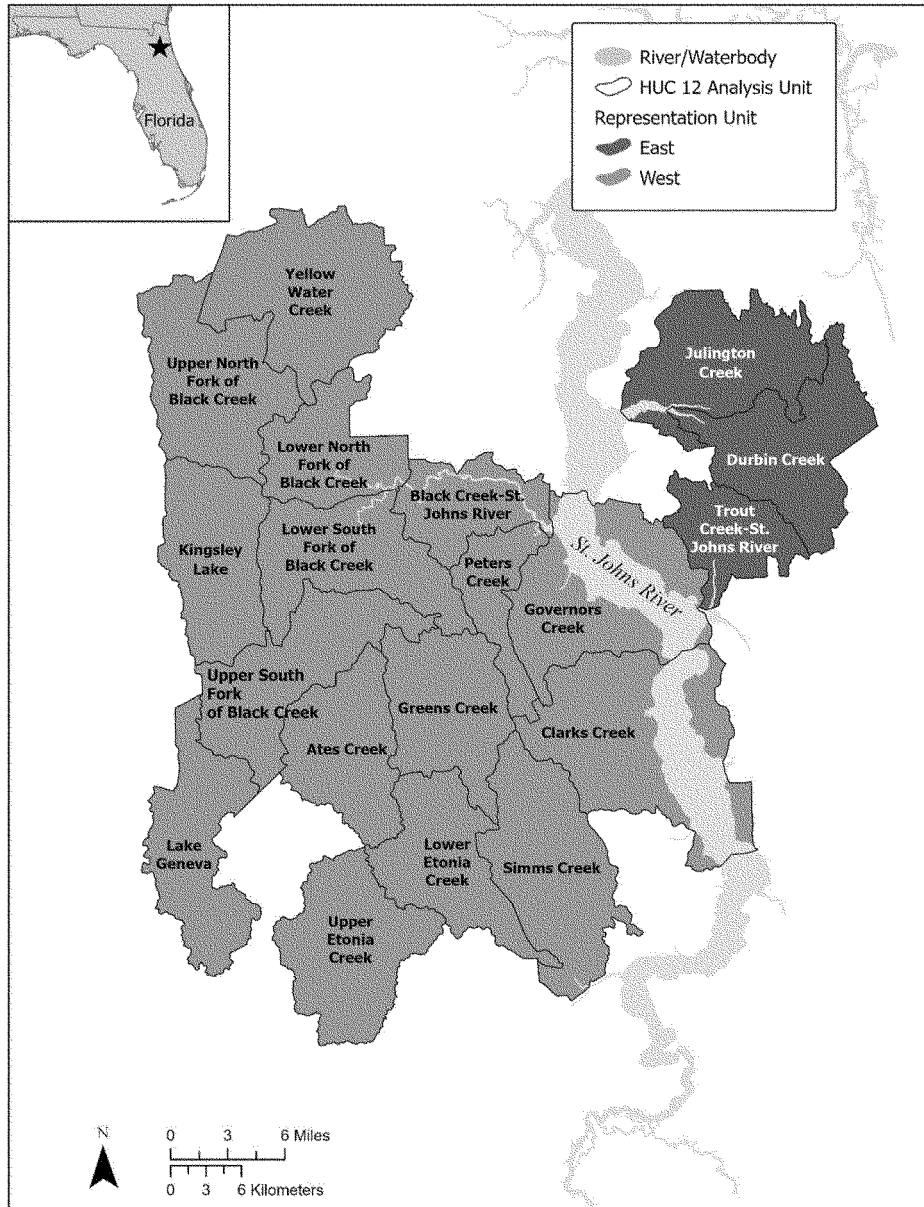 Florida
River/Waterbody
HUC 12 Analysis Unit
Representation Unit
East
West
Yellow
Water
Creek
Julington
Creek
Upper North
Fork of
Black Creek
Lower North
Fork of
Black Creek
Durbin Creek
Black Creek-St.
Johns River
Trout
Creek-St.
Johns River
Lower South
Fork of
Black Creek
Kingsley
Lake
Peters
Creek
St. Johns River
Governors
Creek
Upper South
Fork
of Black Creek
Greens Creek
Clarks Creek
Ates Creek
Lake
Geneva
Lower
Etonia
Creek
Simms Creek
Upper
Etonia
Creek
N
0 3 6 Miles
0 3 6 Kilometers